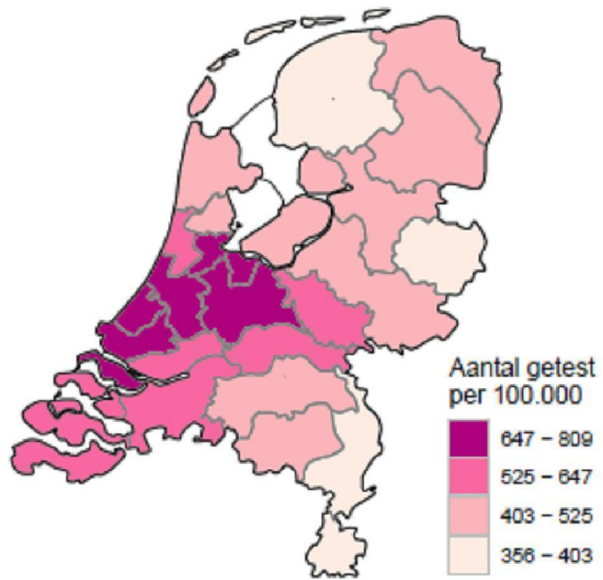 Aantal getest
per 100.000
647 – 809
525 – 647
403 – 525
356 – 403